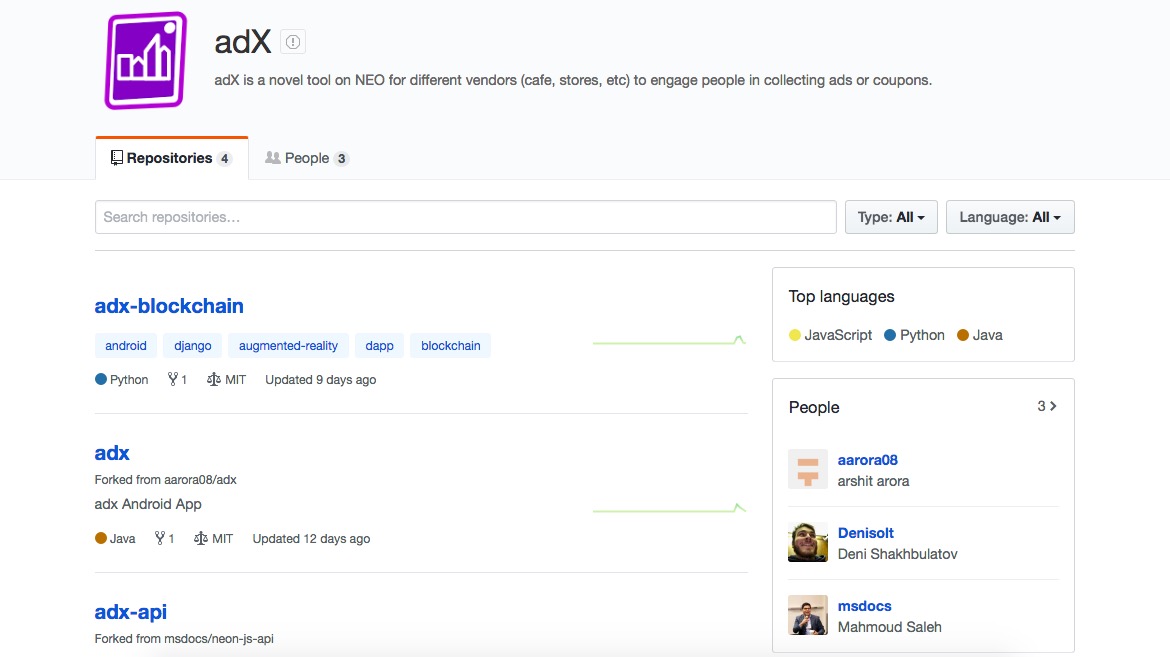 adX
adX is a novel tool on NEO for different vendors (cafe, stores, etc) to engage people in collecting ads or coupons.
Repositories 4
People 3
Search repositories…
Type: All
Language: All
adx-blockchain
android django augmented-reality dapp blockchain
Python 1 MIT Updated 9 days ago
adx
Forked from aarora08/adx
adx Android App
Java 1 MIT Updated 12 days ago
adx-api
Forked from msdocs/neon-js-api
Top languages
JavaScript Python Java
People 3
aarora08
arshit arora
Denisolt
Deni Shakhbulatov
msdocs
Mahmoud Saleh